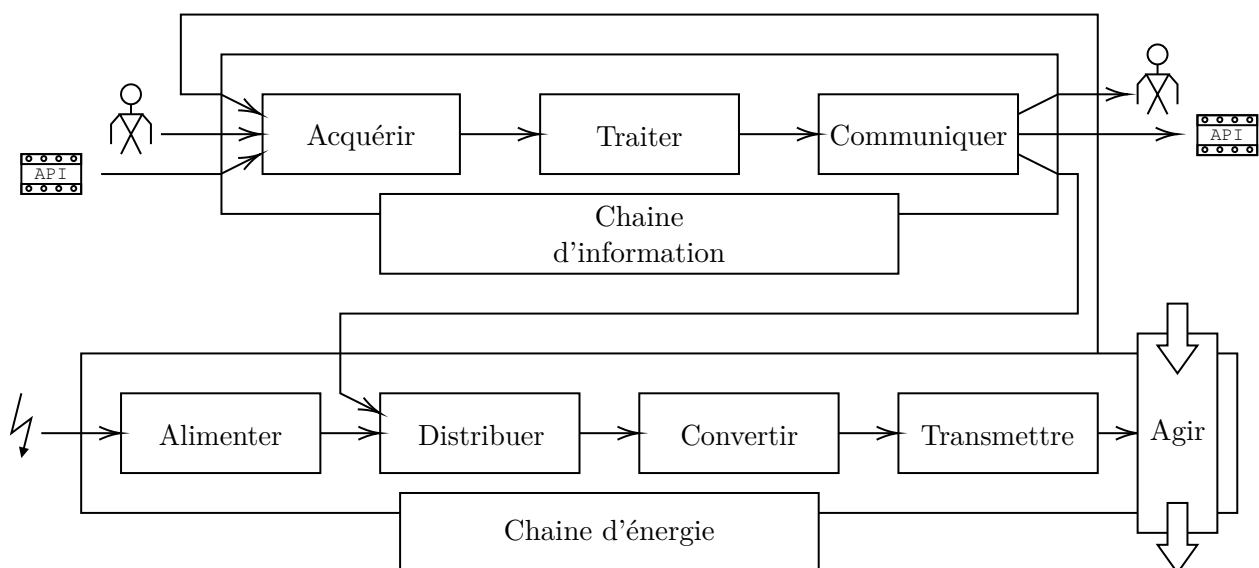 Acquérir
Traiter
Communiquer
API
API
Chaine
d'information
Alimenter
Distribuer
Convertir
Transmettre
Agir
Chaine d'énergie